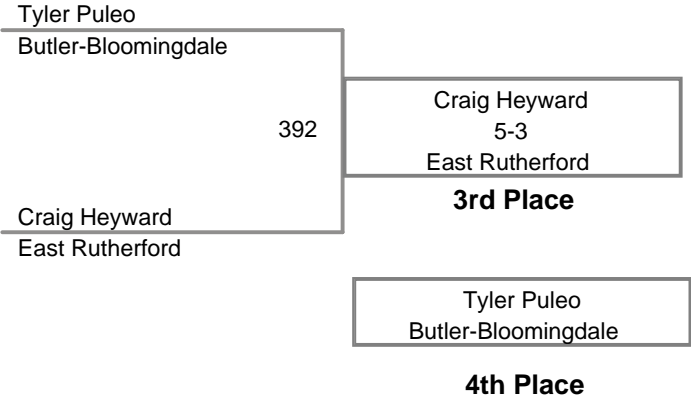 Tyler Puleo
Butler-Bloomingdale
392
Craig Heyward
5-3
East Rutherford
3rd Place
Craig Heyward
East Rutherford
Tyler Puleo
Butler-Bloomingdale
4th Place